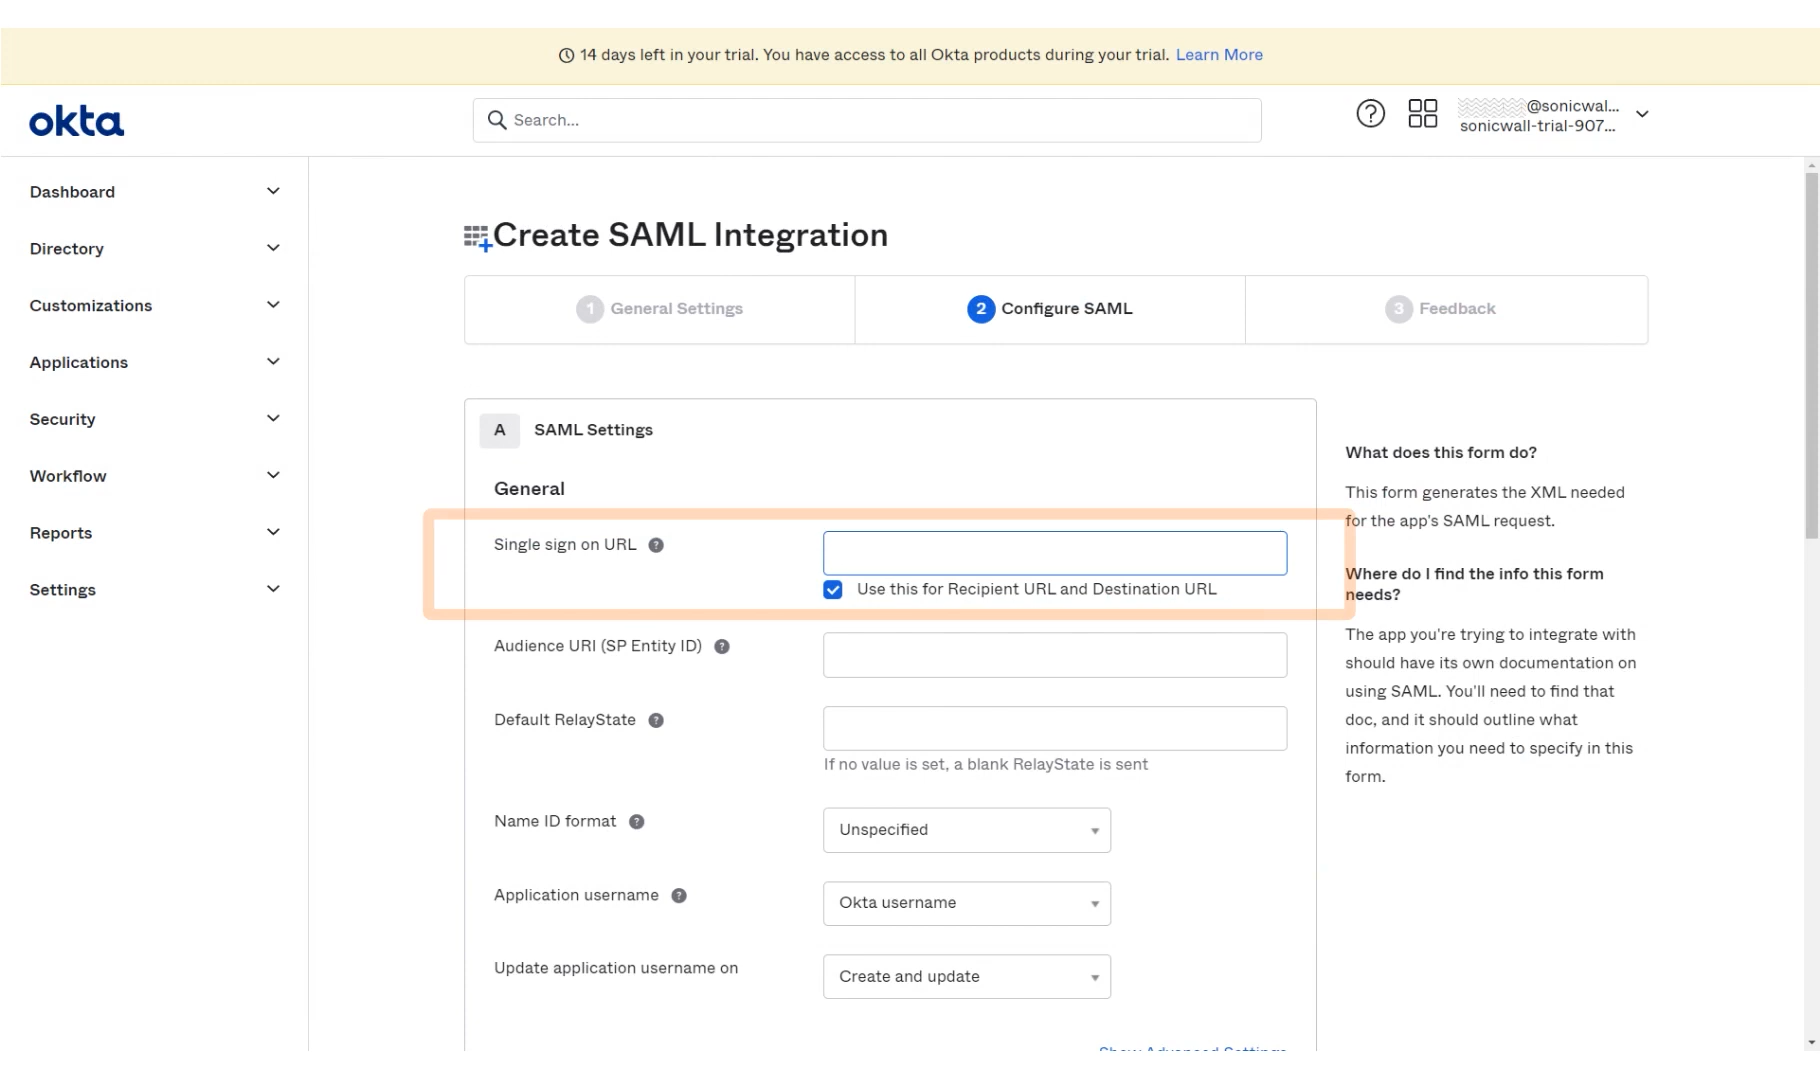 14 days left in your trial. You have access to all Okta products during your trial. Learn More
okta
Search...
@sonicwal...
sonicwall-trial-907...
Dashboard
Directory
Customizations
Applications
Security
Workflow
Reports
Settings
Create SAML Integration
1 General Settings
2 Configure SAML
3 Feedback
A SAML Settings
General
Single sign on URL ?
Use this for Recipient URL and Destination URL
Audience URI (SP Entity ID) ?
Default RelayState ?
If no value is set, a blank RelayState is sent
Name ID format ?
Unspecified
Application username ?
Okta username
Update application username on
Create and update
Show Advanced Settings
What does this form do?
This form generates the XML needed
for the app's SAML request.
Where do I find the info this form
needs?
The app you're trying to integrate with
should have its own documentation on
using SAML. You'll need to find that
doc, and it should outline what
information you need to specify in this
form.